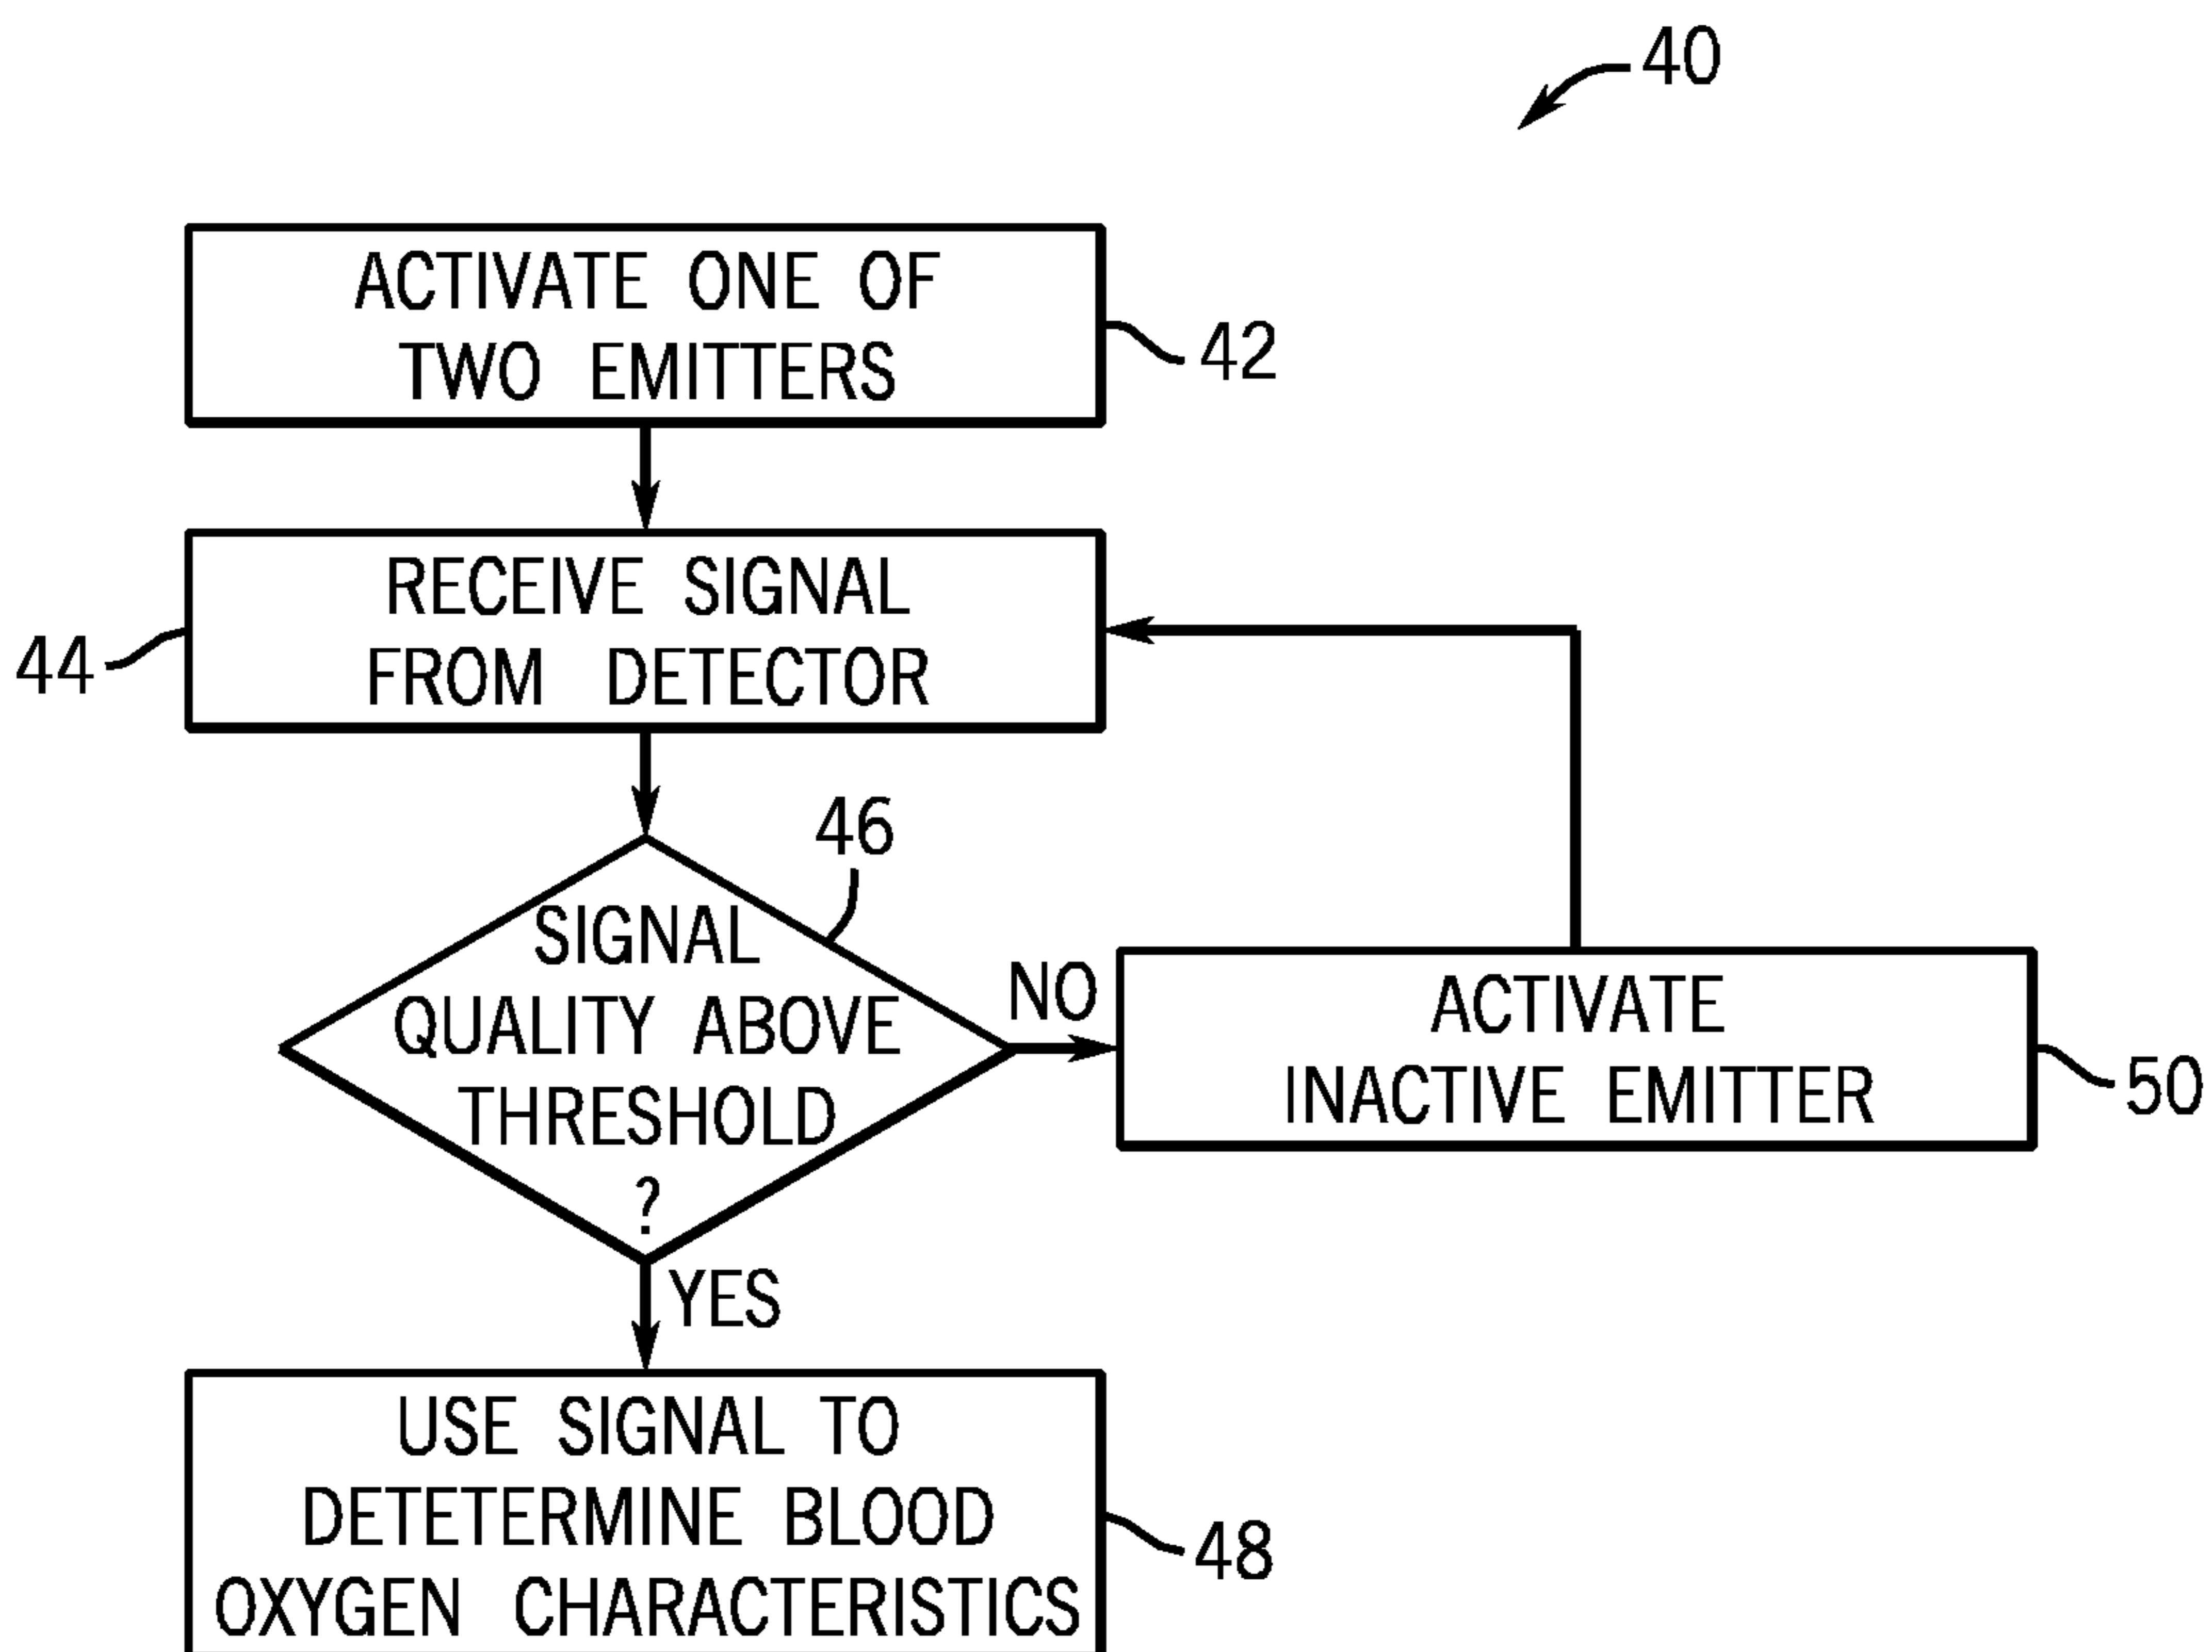 40
ACTIVATE ONE OF
TWO EMITTERS
42
RECEIVE SIGNAL
FROM DETECTOR
44
46
SIGNAL
QUALITY ABOVE
THRESHOLD
?
NO
ACTIVATE
INACTIVE EMITTER
50
YES
USE SIGNAL TO
DETETERMINE BLOOD
OXYGEN CHARACTERISTICS
48